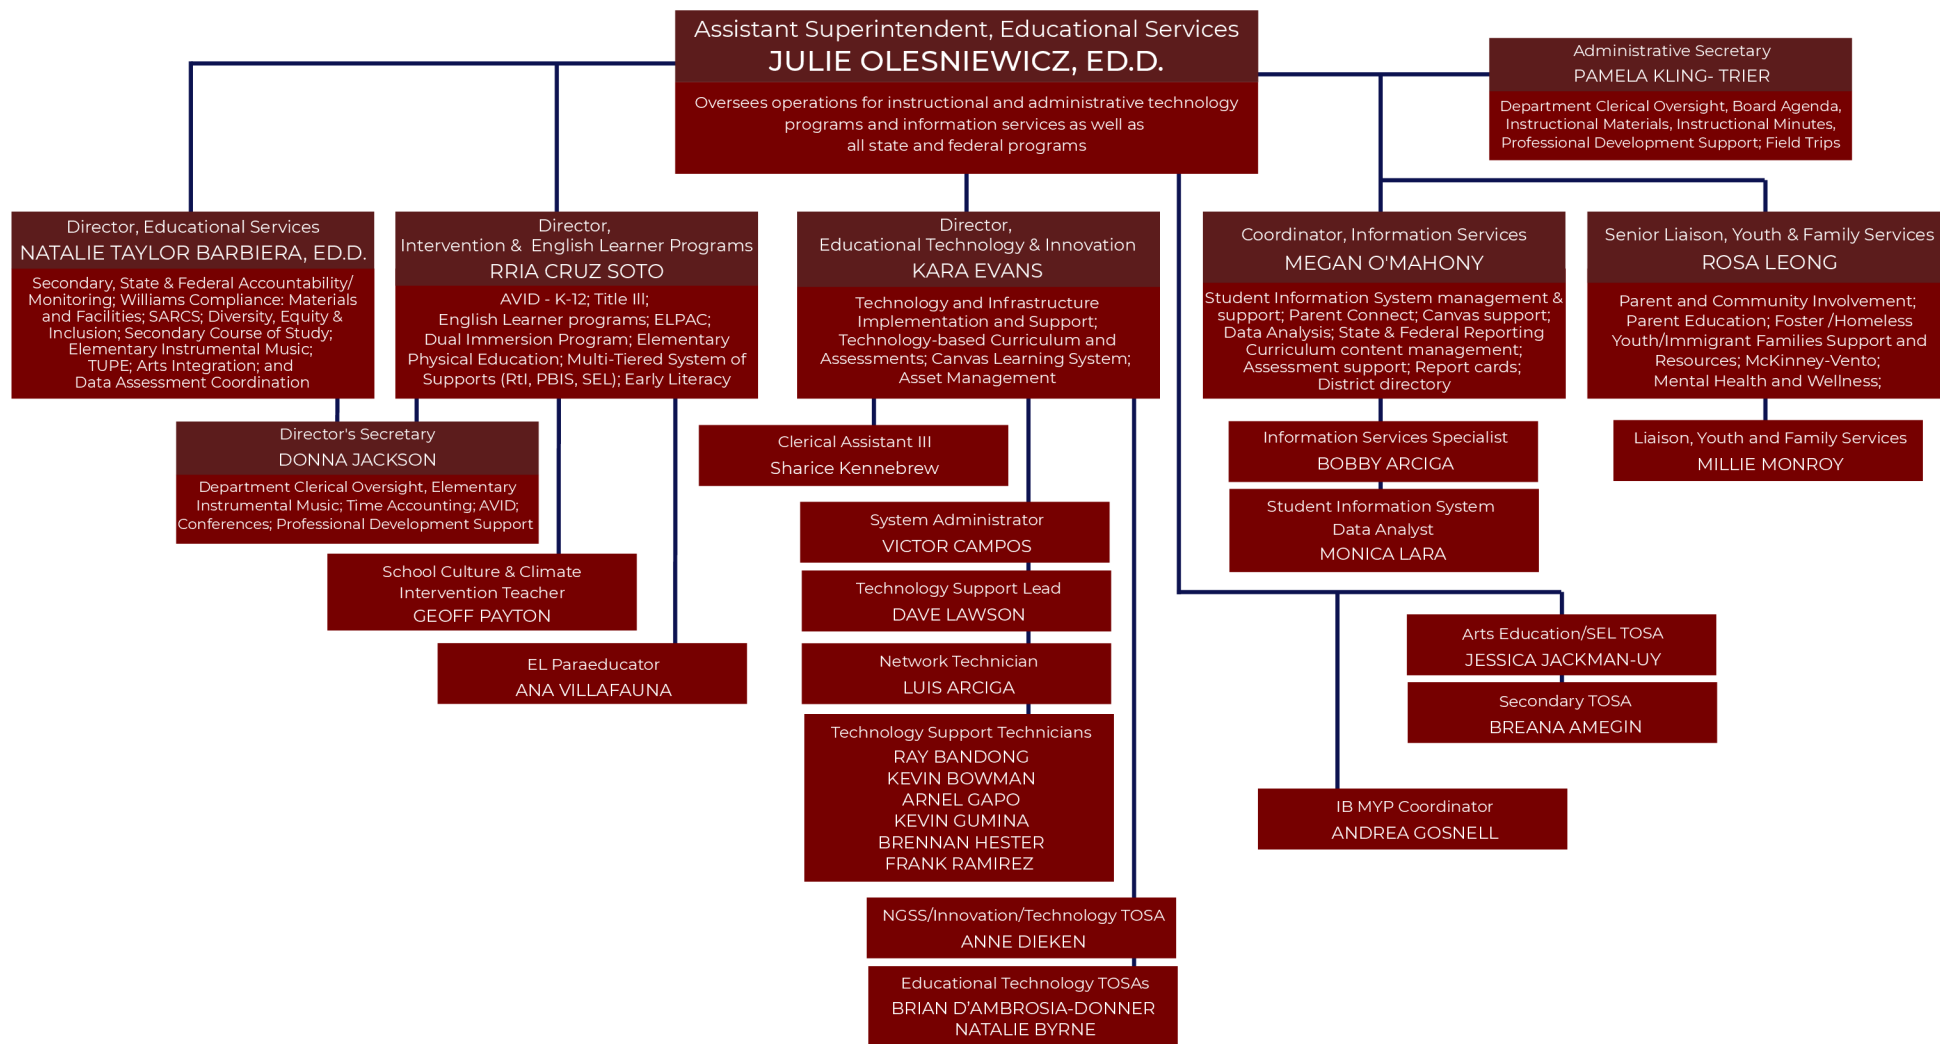 Assistant Superintendent, Educational Services
JULIE OLESNIEWICZ, ED.D.
Oversees operations for instructional and administrative technology
programs and information services as well as
all state and federal programs
Administrative Secretary
PAMELA KLING- TRIER
Department Clerical Oversight, Board Agenda,
Instructional Materials, Instructional Minutes,
Professional Development Support; Field Trips
Director, Educational Services
NATALIE TAYLOR BARBIERA, ED.D.
Secondary, State & Federal Accountability/
Monitoring; Williams Compliance: Materials
and Facilities; SARCS; Diversity, Equity &
Inclusion; Secondary Course of Study;
Elementary Instrumental Music;
TUPE; Arts Integration; and
Data Assessment Coordination
Director,
Intervention & English Learner Programs
RRIA CRUZ SOTO
AVID - K-12; Title III;
English Learner programs; ELPAC;
Dual Immersion Program; Elementary
Physical Education; Multi-Tiered System of
Supports (RtI, PBIS, SEL); Early Literacy
Director,
Educational Technology & Innovation
KARA EVANS
Technology and Infrastructure
Implementation and Support;
Technology-based Curriculum and
Assessments; Canvas Learning System;
Asset Management
Coordinator, Information Services
MEGAN O'MAHONY
Student Information System management &
support; Parent Connect; Canvas support;
Data Analysis; State & Federal Reporting
Curriculum content management;
Assessment support; Report cards;
District directory
Senior Liaison, Youth & Family Services
ROSA LEONG
Parent and Community Involvement;
Parent Education; Foster /Homeless
Youth/Immigrant Families Support and
Resources; McKinney-Vento;
Mental Health and Wellness;
Director's Secretary
DONNA JACKSON
Department Clerical Oversight, Elementary
Instrumental Music; Time Accounting; AVID;
Conferences; Professional Development Support
School Culture & Climate
Intervention Teacher
GEOFF PAYTON
EL Paraeducator
ANA VILLAFAUNA
Clerical Assistant III
Sharice Kennebrew
System Administrator
VICTOR CAMPOS
Technology Support Lead
DAVE LAWSON
Network Technician
LUIS ARCIGA
Technology Support Technicians
RAY BANDONG
KEVIN BOWMAN
ARNEL GAPO
KEVIN GUMINA
BRENNAN HESTER
FRANK RAMIREZ
NGSS/Innovation/Technology TOSA
ANNE DIEKEN
Educational Technology TOSAs
BRIAN D’AMBROSIA-DONNER
NATALIE BYRNE
Information Services Specialist
BOBBY ARCIGA
Student Information System
Data Analyst
MONICA LARA
Liaison, Youth and Family Services
MILLIE MONROY
Arts Education/SEL TOSA
JESSICA JACKMAN-UY
Secondary TOSA
BREANA AMEGIN
IB MYP Coordinator
ANDREA GOSNELL